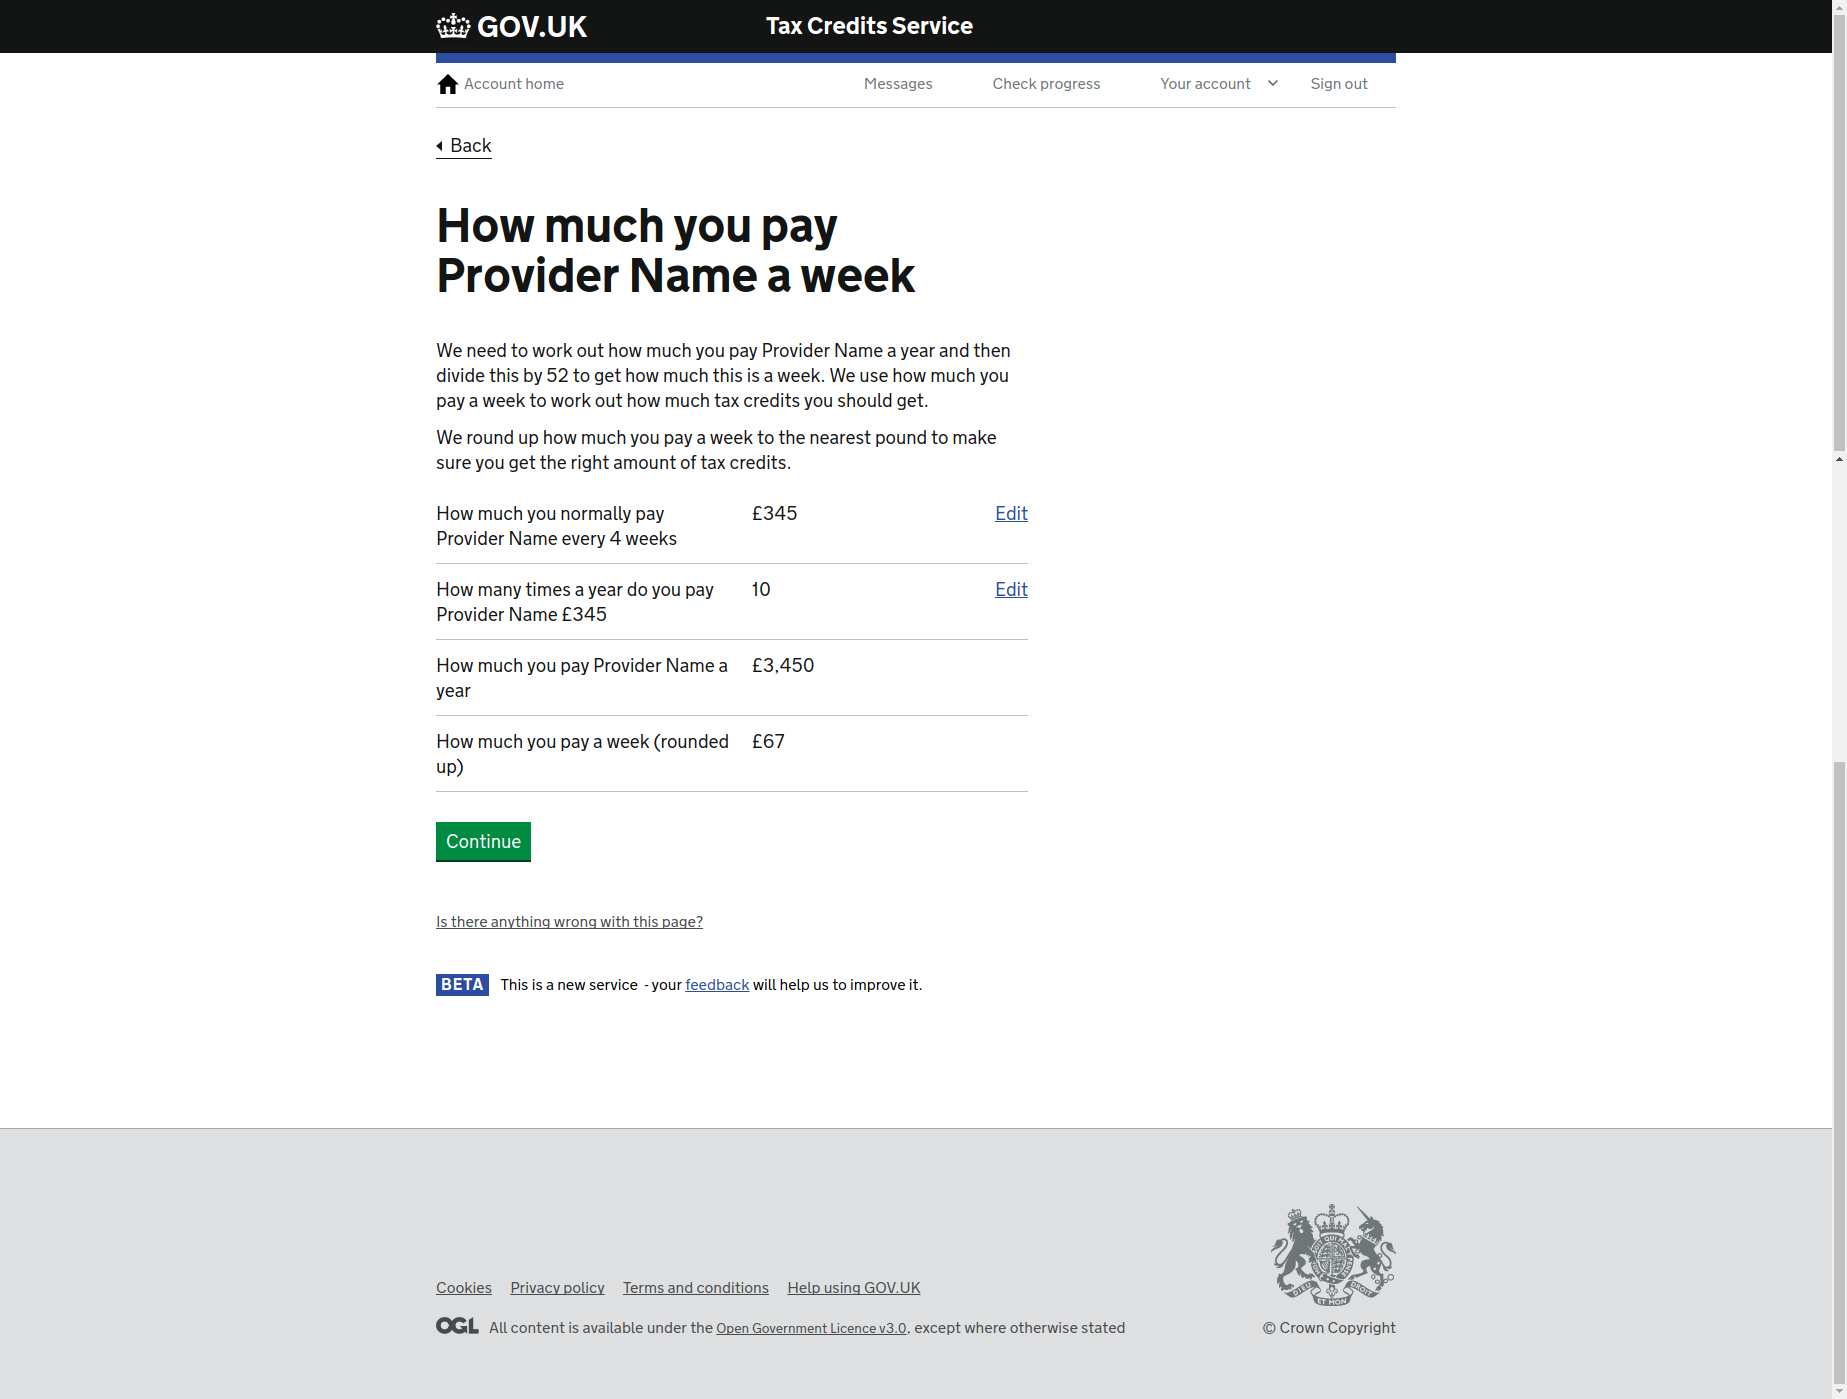 GOV.UK
Tax Credits Service
Account home
Messages
Check progress
Your account
Sign out
Back
How much you pay
Provider Name a week
We need to work out how much you pay Provider Name a year and then
divide this by 52 to get how much this is a week. We use how much you
pay a week to work out how much tax credits you should get.
We round up how much you pay a week to the nearest pound to make
sure you get the right amount of tax credits.
How much you normally pay
Provider Name every 4 weeks
£345
Edit
How many times a year do you pay
Provider Name £345
10
Edit
How much you pay Provider Name a
year
£3,450
How much you pay a week (rounded
up)
£67
Continue
Is there anything wrong with this page?
BETA This is a new service - your feedback will help us to improve it.
Cookies
Privacy policy
Terms and conditions
Help using GOV.UK
OGL All content is available under the Open Government Licence v3.0, except where otherwise stated
© Crown Copyright